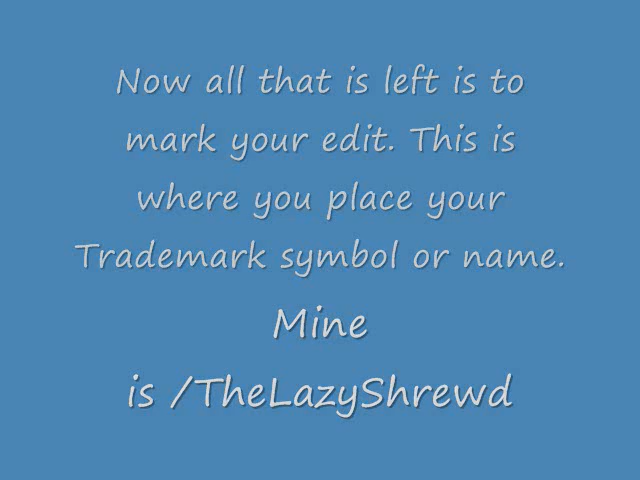 Now all that is left is to
mark your edit. This is
where you place your
Trademark symbol or name.
Mine
is /TheLazyShrewd